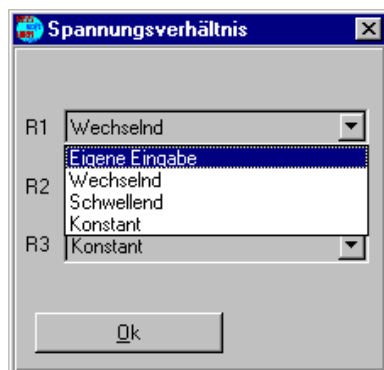 Spannungsverhältnis
R1 Wechselnd
Eigene Eingabe
Wechselnd
R2
Schwellend
Konstant
R3 Konstant
Ok